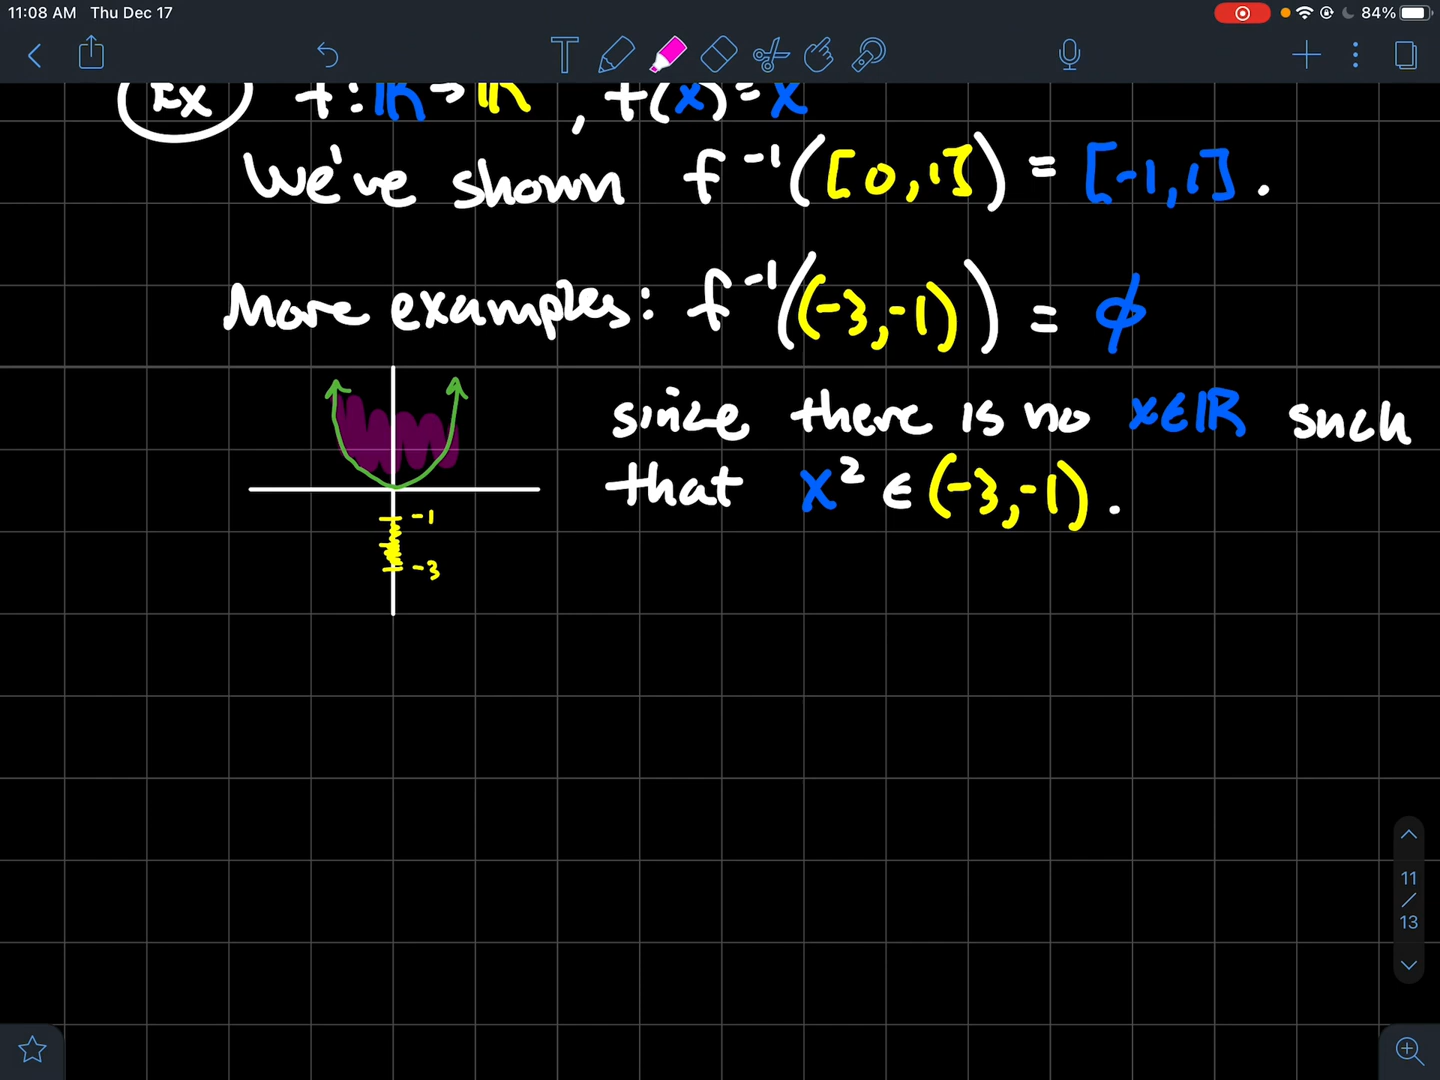 11:08 AM Thu Dec 17 84%
Ex f: ℝ → ℝ, f(x) = x
We've shown f⁻¹([0,1]) = [-1,1].
More examples: f⁻¹((-3,-1)) = ϕ
since there is no x∈ℝ such
that x² ∈ (-3,-1).
-1
-3
11
/
13